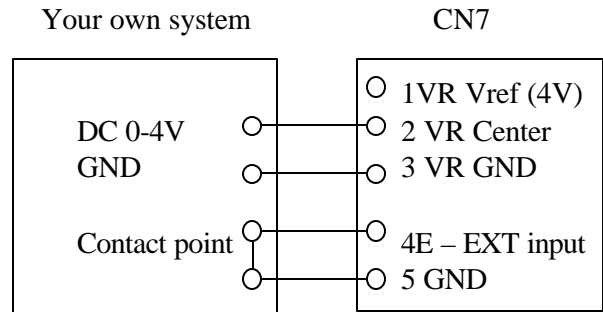 Your own system CN7
1VR Vref (4V)
DC 0-4V 2 VR Center
GND 3 VR GND
Contact point 4E – EXT input
5 GND